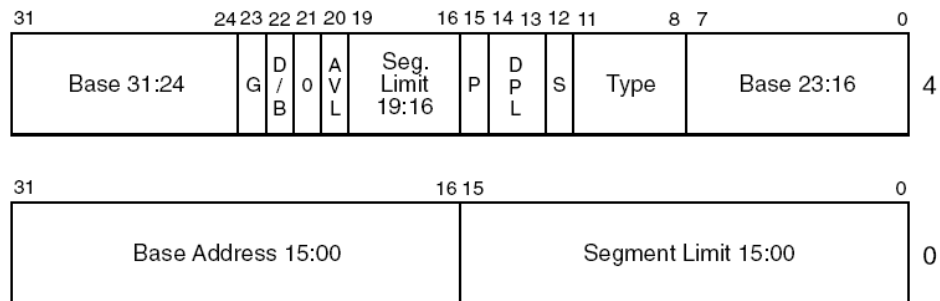 31 24 23 22 21 20 19 16 15 14 13 12 11 8 7 0
Base 31:24 G D/B 0 AVL Seg. Limit 19:16 P DPL S Type Base 23:16 4
31 16 15 0
Base Address 15:00 Segment Limit 15:00 0